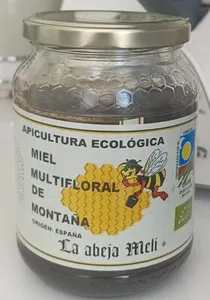 APICULTURA ECOLÓGICA
MIEL
MULTIFLORAL
DE
MONTAÑA
ORIGEN: ESPAÑA
La abeja Meli